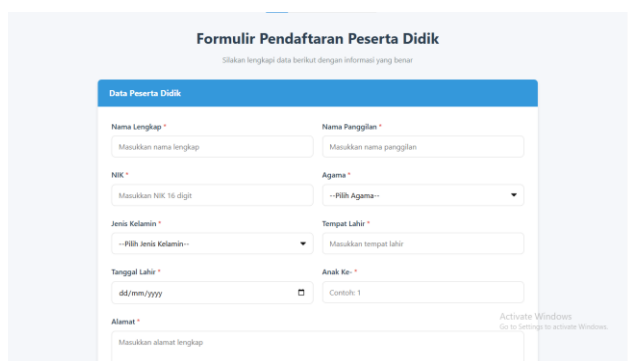 Formulir Pendaftaran Peserta Didik
Silakan lengkapi data berikut dengan informasi yang benar
Data Peserta Didik
Nama Lengkap * Nama Panggilan *
Masukkan nama lengkap Masukkan nama panggilan
NIK * Agama *
Masukkan NIK 16 digit --Pilih Agama--
Jenis Kelamin * Tempat Lahir *
--Pilih Jenis Kelamin-- Masukkan tempat lahir
Tanggal Lahir * Anak Ke- *
dd/mm/yyyy Contoh: 1
Alamat *
Masukkan alamat lengkap
Activate Windows
Go to Settings to activate Windows.